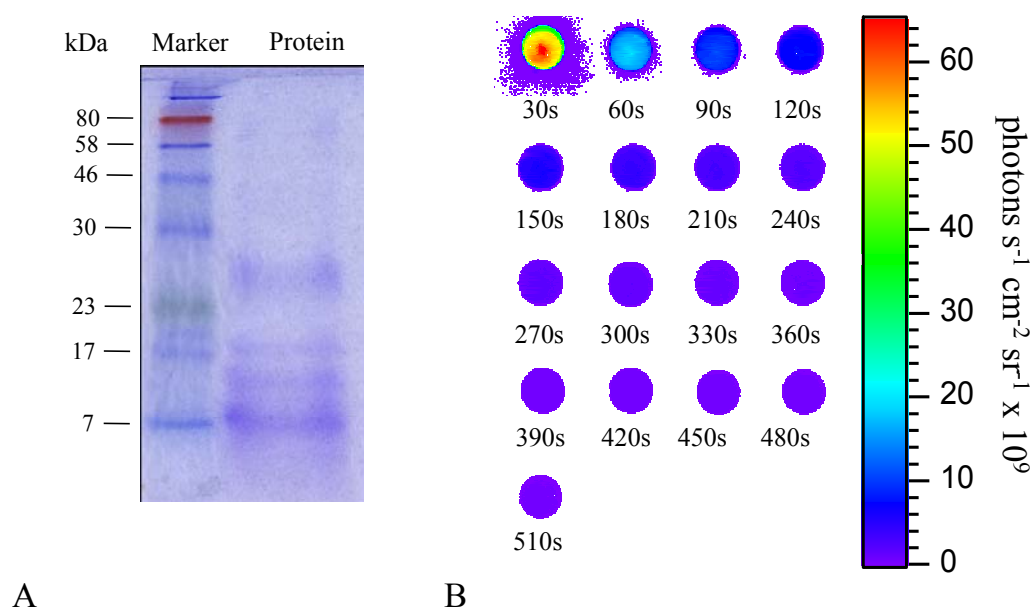 kDa Marker Protein
80
58
46
30
23
17
7
A
30s 60s 90s 120s
150s 180s 210s 240s
270s 300s 330s 360s
390s 420s 450s 480s
510s
B
60
50
40
30
20
10
0
photons s⁻¹ cm⁻² sr⁻¹ x 10⁹